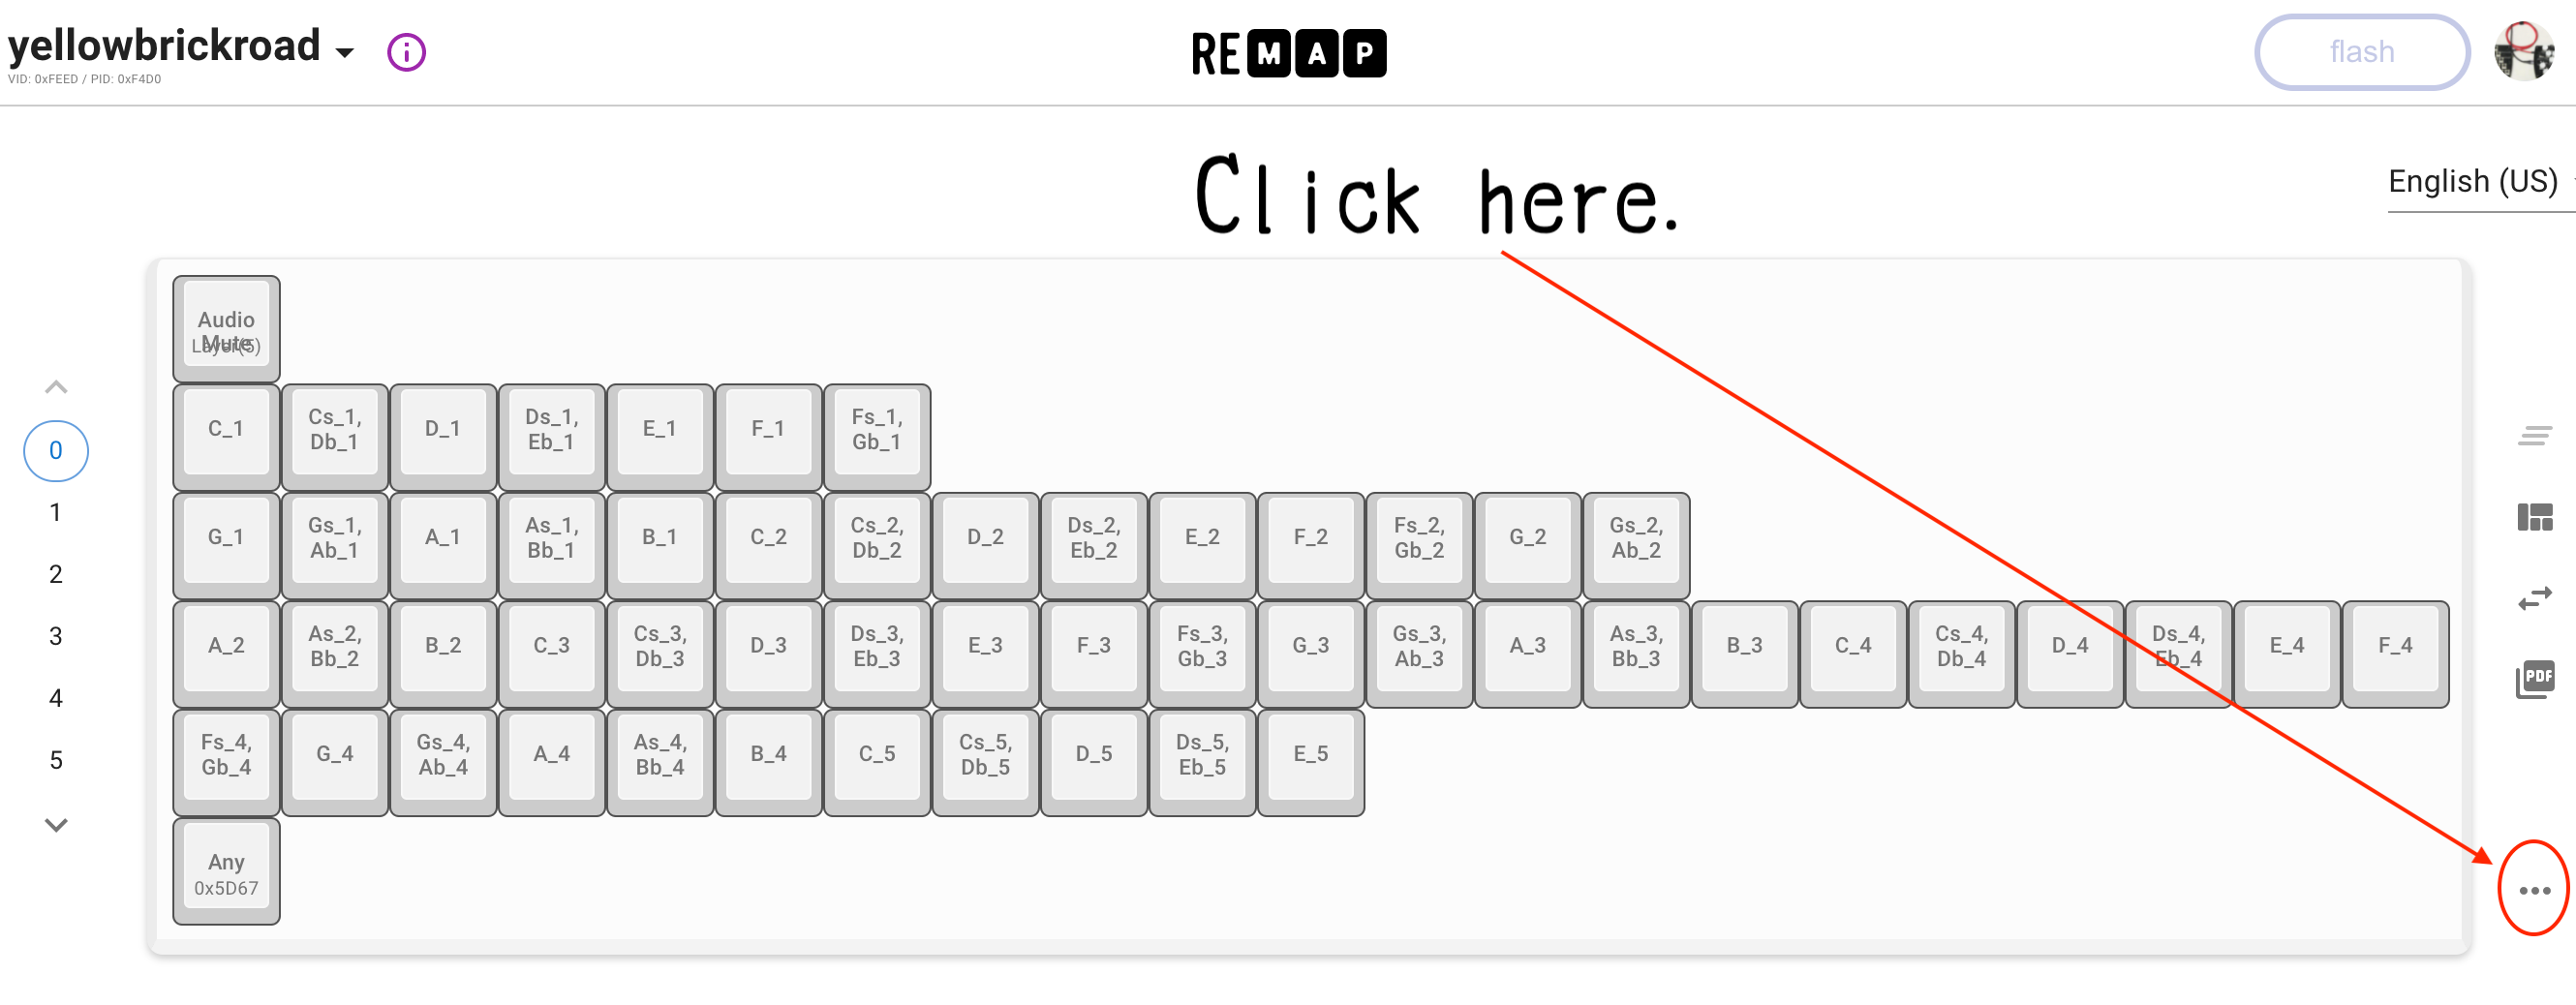 yellowbrickroad
VID: 0xFEED / PID: 0xF4D0
REMAP
flash
Click here.
English (US)
Audio
Mute
Layer(5)
C_1
Cs_1,
Db_1
D_1
Ds_1,
Eb_1
E_1
F_1
Fs_1,
Gb_1
0
1
2
3
4
5
G_1
Gs_1,
Ab_1
A_1
As_1,
Bb_1
B_1
C_2
Cs_2,
Db_2
D_2
Ds_2,
Eb_2
E_2
F_2
Fs_2,
Gb_2
G_2
Gs_2,
Ab_2
A_2
As_2,
Bb_2
B_2
C_3
Cs_3,
Db_3
D_3
Ds_3,
Eb_3
E_3
F_3
Fs_3,
Gb_3
G_3
Gs_3,
Ab_3
A_3
As_3,
Bb_3
B_3
C_4
Cs_4,
Db_4
D_4
Ds_4,
Eb_4
E_4
F_4
PDF
Fs_4,
Gb_4
G_4
Gs_4,
Ab_4
A_4
As_4,
Bb_4
B_4
C_5
Cs_5,
Db_5
D_5
Ds_5,
Eb_5
E_5
Any
0x5D67